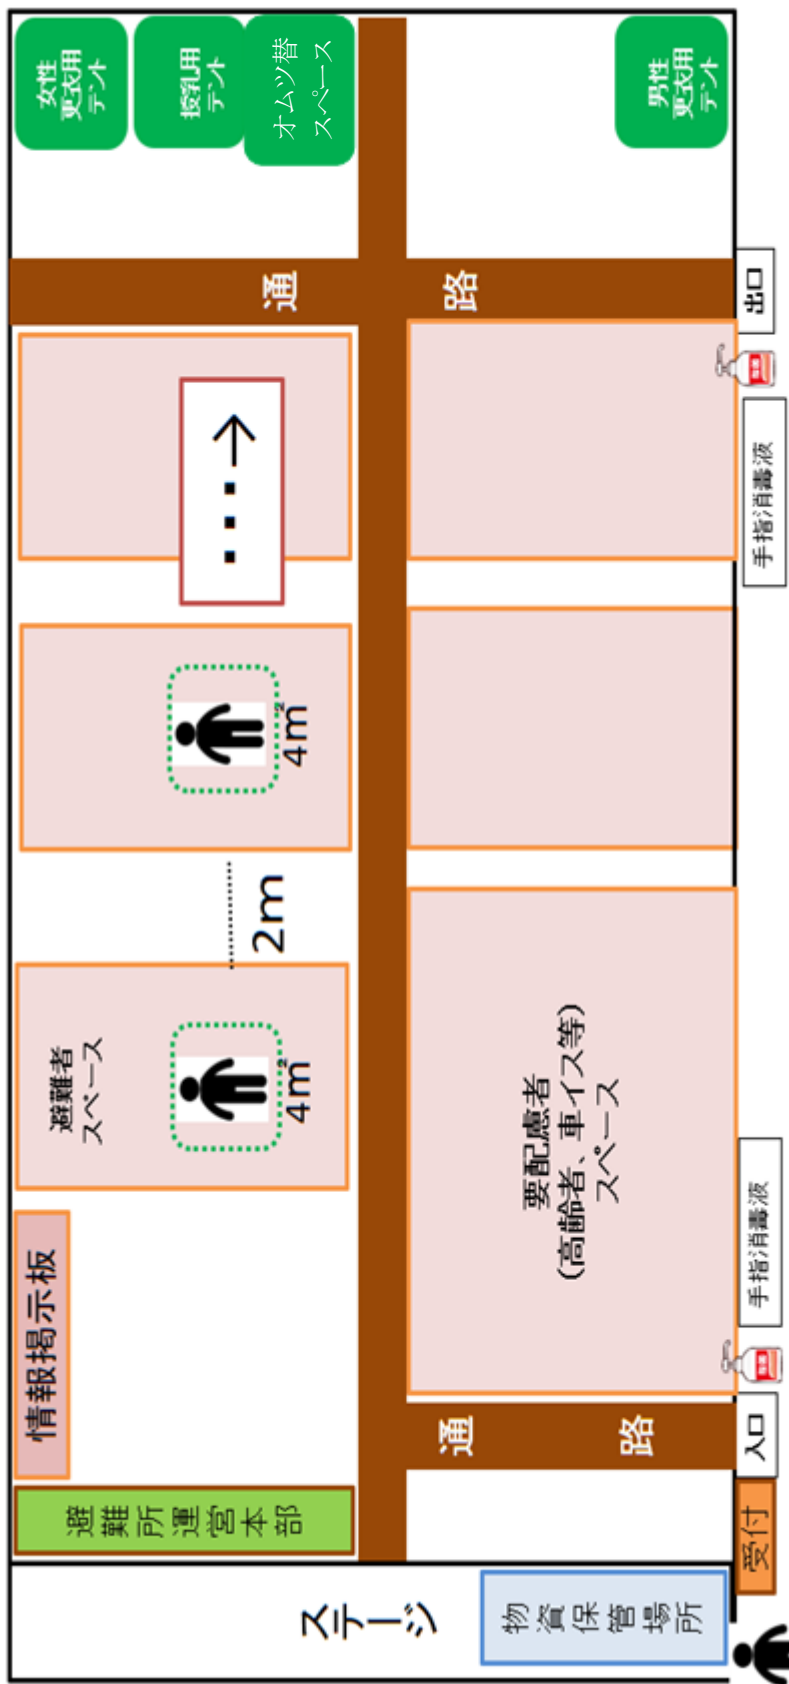 女性
更衣用
テント
授乳用
テント
オムツ替
スペース
男性
更衣用
テント
通路
出口
手指消毒液
・・・→
4m²
2m
避難者
スペース
4m²
要配慮者
(高齢者、車イス等)
スペース
手指消毒液
情報掲示板
通路
入口
避難所運営本部
受付
ステージ
物資保管場所